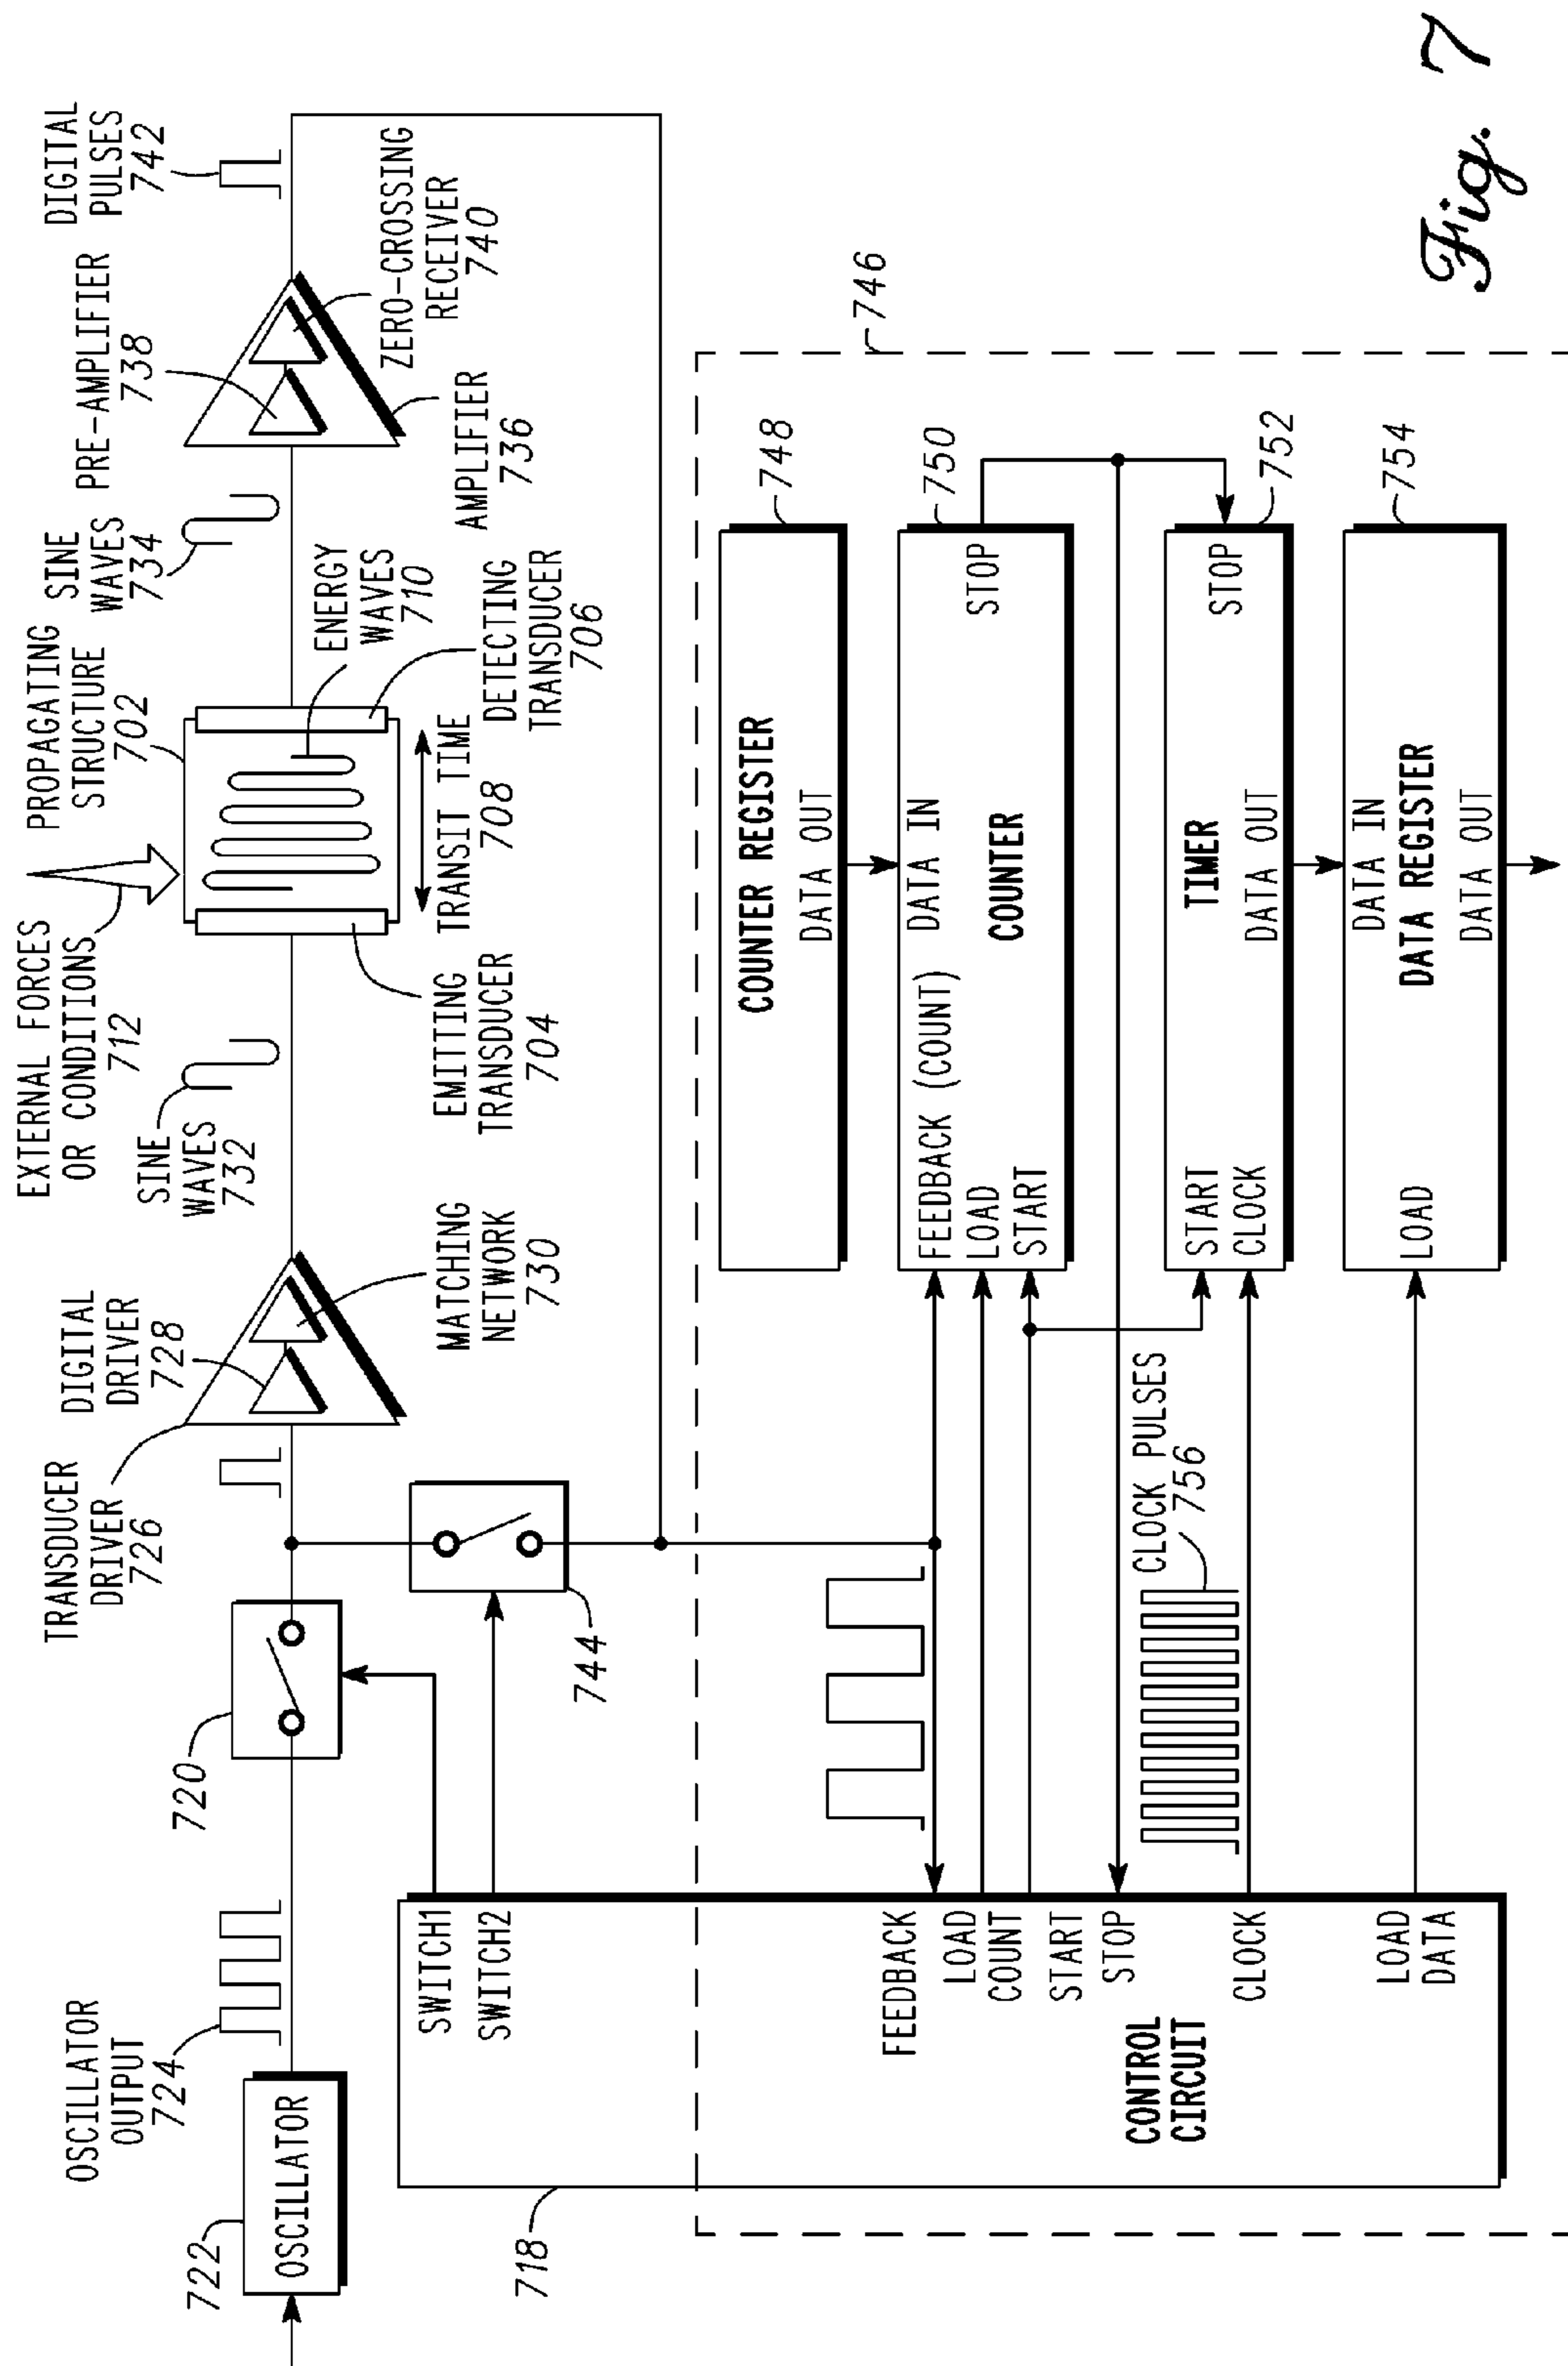 EXTERNAL FORCES
OR CONDITIONS
712
PROPAGATING
STRUCTURE
702
SINE
WAVES
734
PRE-AMPLIFIER
738
DIGITAL
PULSES
742
OSCILLATOR
OUTPUT
724
TRANSDUCER
DRIVER
726
DIGITAL
DRIVER
728
SINE
WAVES
732
722
OSCILLATOR
720
MATCHING
NETWORK
730
EMITTING
TRANSDUCER
704
TRANSIT TIME
708
ENERGY
WAVES
710
DETECTING
TRANSDUCER
706
AMPLIFIER
736
ZERO-CROSSING
RECEIVER
740
744
718
SWITCH1
SWITCH2
FEEDBACK
LOAD
COUNT
START
STOP
CLOCK
LOAD
DATA
CONTROL
CIRCUIT
746
COUNTER REGISTER
DATA OUT
748
FEEDBACK (COUNT)
DATA IN
LOAD
START
COUNTER
STOP
750
CLOCK PULSES
756
START
CLOCK
TIMER
DATA OUT
STOP
752
DATA IN
LOAD
DATA REGISTER
DATA OUT
754
Fig. 7